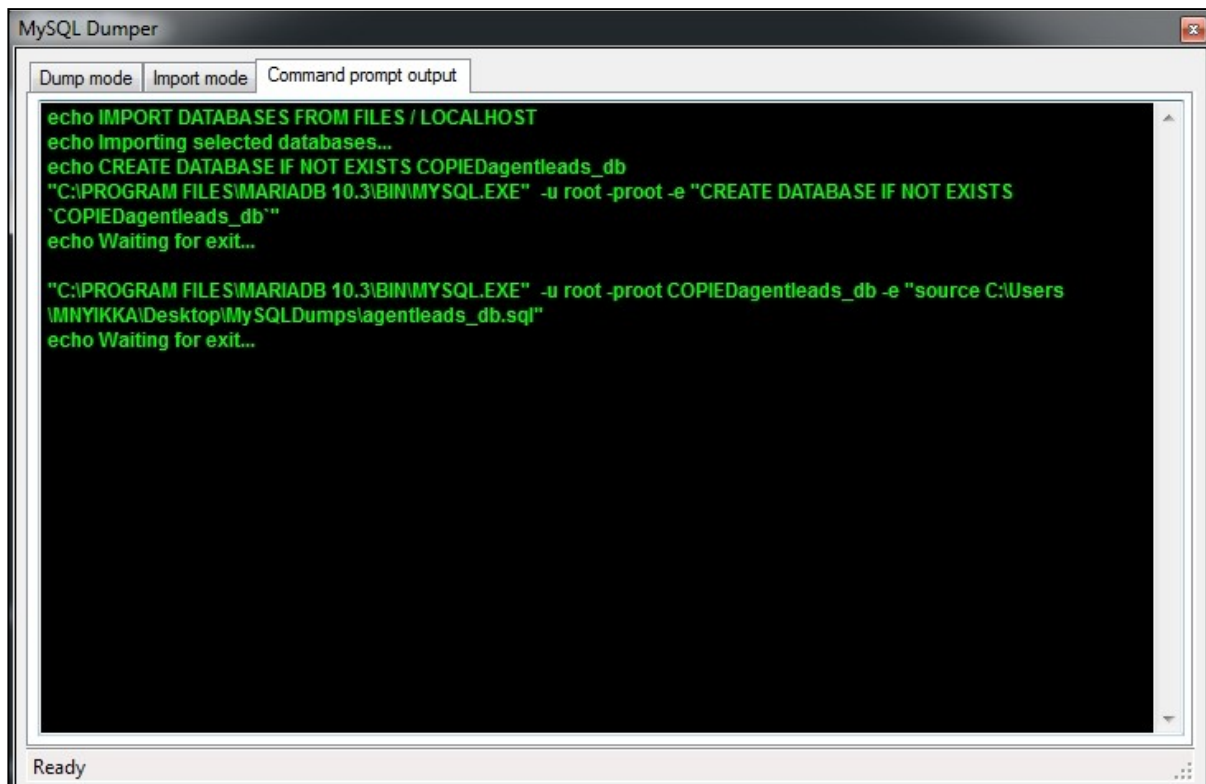 MySQL Dumper
Dump mode Import mode Command prompt output
echo IMPORT DATABASES FROM FILES / LOCALHOST
echo Importing selected databases...
echo CREATE DATABASE IF NOT EXISTS COPIEDagentleads_db
"C:\PROGRAM FILES\MARIADB 10.3\BIN\MYSQL.EXE"  -u root -proot -e "CREATE DATABASE IF NOT EXISTS
`COPIEDagentleads_db`"
echo Waiting for exit...
"C:\PROGRAM FILES\MARIADB 10.3\BIN\MYSQL.EXE"  -u root -proot COPIEDagentleads_db -e "source C:\Users
\MNYIKKA\Desktop\MySQLDumps\agentleads_db.sql"
echo Waiting for exit...
Ready